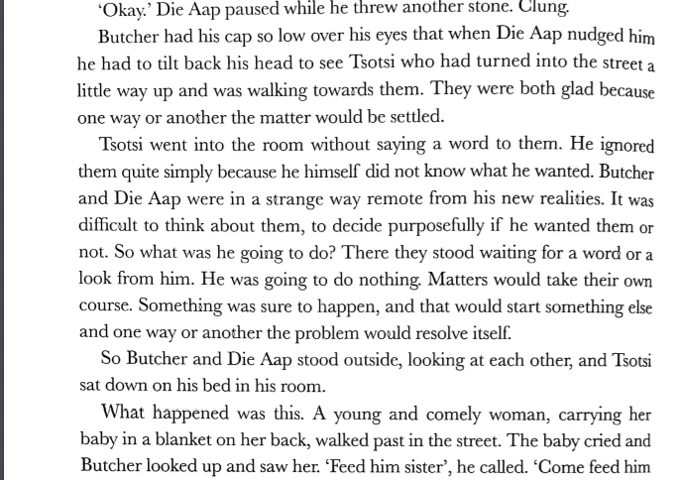 ‘Okay.’ Die Aap paused while he threw another stone. Clung.
Butcher had his cap so low over his eyes that when Die Aap nudged him
he had to tilt back his head to see Tsotsi who had turned into the street a
little way up and was walking towards them. They were both glad because
one way or another the matter would be settled.
Tsotsi went into the room without saying a word to them. He ignored
them quite simply because he himself did not know what he wanted. Butcher
and Die Aap were in a strange way remote from his new realities. It was
difficult to think about them, to decide purposefully if he wanted them or
not. So what was he going to do? There they stood waiting for a word or a
look from him. He was going to do nothing. Matters would take their own
course. Something was sure to happen, and that would start something else
and one way or another the problem would resolve itself.
So Butcher and Die Aap stood outside, looking at each other, and Tsotsi
sat down on his bed in his room.
What happened was this. A young and comely woman, carrying her
baby in a blanket on her back, walked past in the street. The baby cried and
Butcher looked up and saw her. ‘Feed him sister’, he called. ‘Come feed him